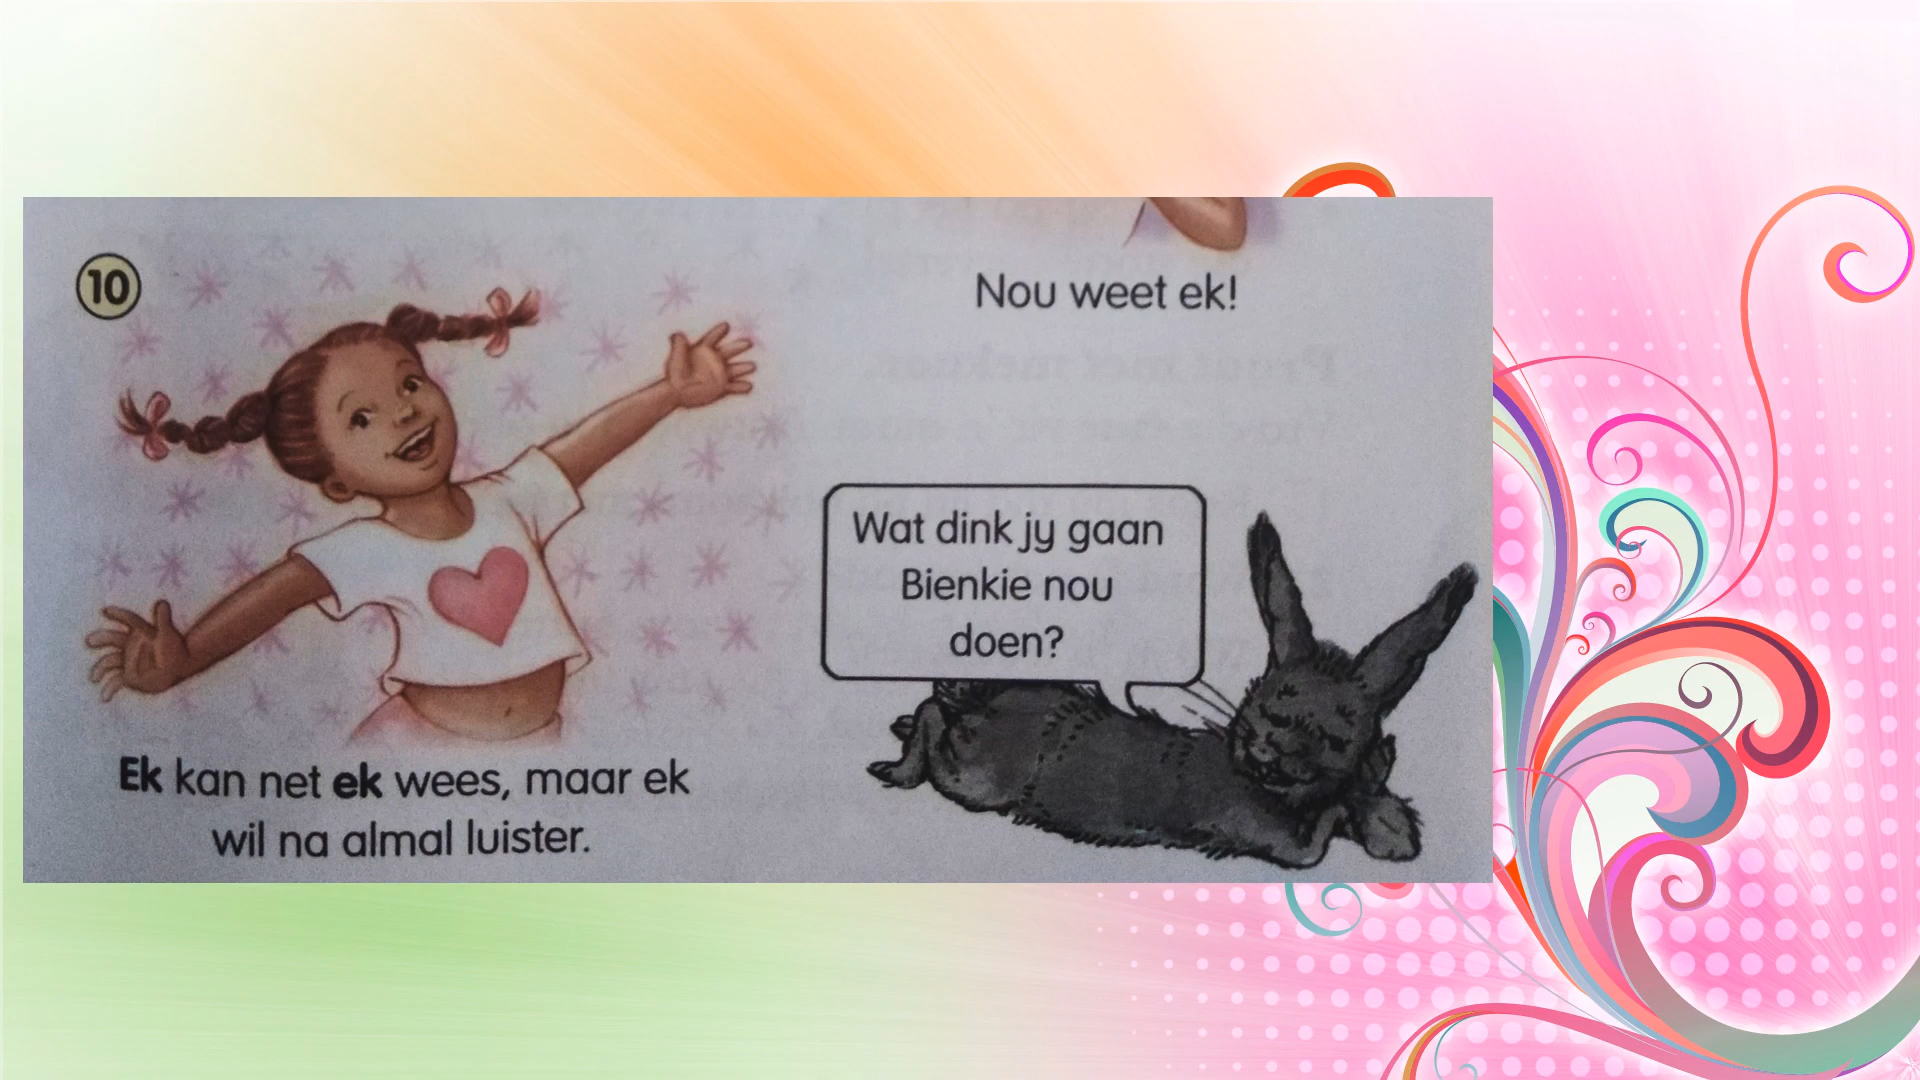 10
Ek kan net ek wees, maar ek
wil na almal luister.
Nou weet ek!
Wat dink jy gaan
Bienkie nou
doen?